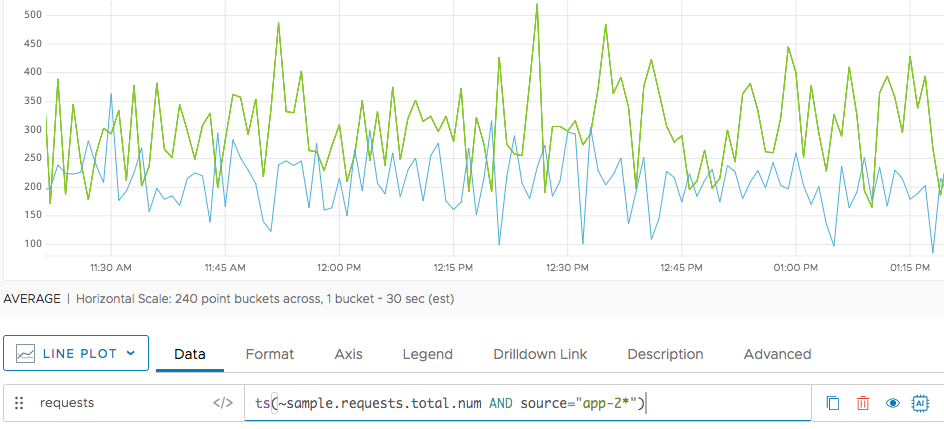 500
450
400
350
300
250
200
150
100
11:30 AM 11:45 AM 12:00 PM 12:15 PM 12:30 PM 12:45 PM 01:00 PM 01:15 PM
AVERAGE | Horizontal Scale: 240 point buckets across, 1 bucket ~ 30 sec (est)
LINE PLOT Data Format Axis Legend Drilldown Link Description Advanced
requests </> ts(~sample.requests.total.num AND source="app-2*") AI